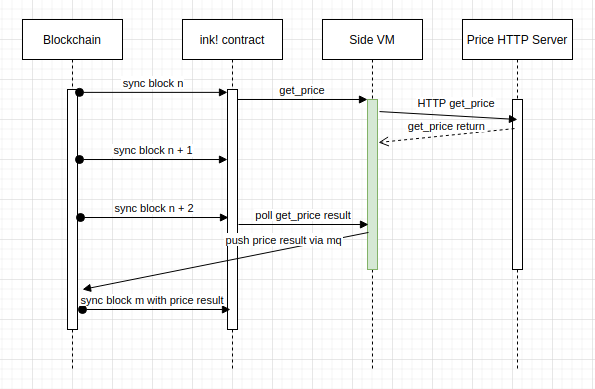 Blockchain
ink! contract
Side VM
Price HTTP Server
sync block n
get_price
HTTP get_price
get_price return
sync block n + 1
sync block n + 2
poll get_price result
push price result via mq
sync block m with price result